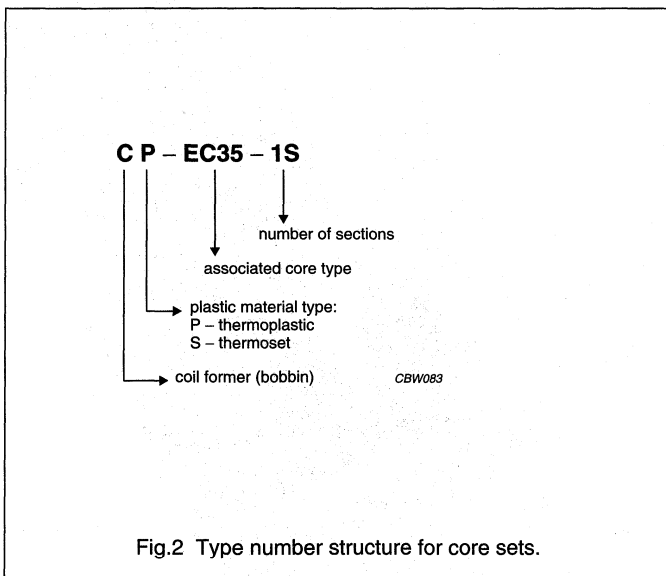 C P – EC35 – 1S
number of sections
associated core type
plastic material type:
P – thermoplastic
S – thermoset
coil former (bobbin)
CBW083
Fig.2 Type number structure for core sets.